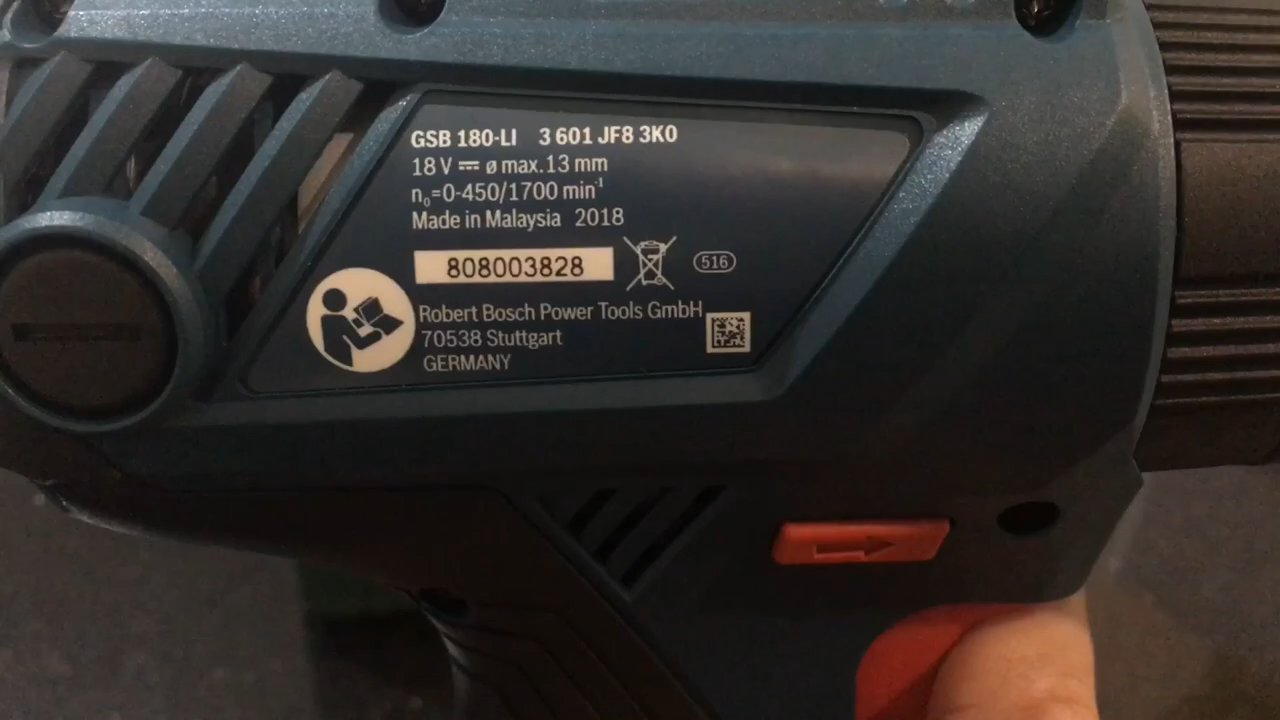 GSB 180-LI 3 601 JF8 3K0
18 V ⎓ ø max. 13 mm
n₀=0-450/1700 min⁻¹
Made in Malaysia 2018
808003828
516
Robert Bosch Power Tools GmbH
70538 Stuttgart
GERMANY